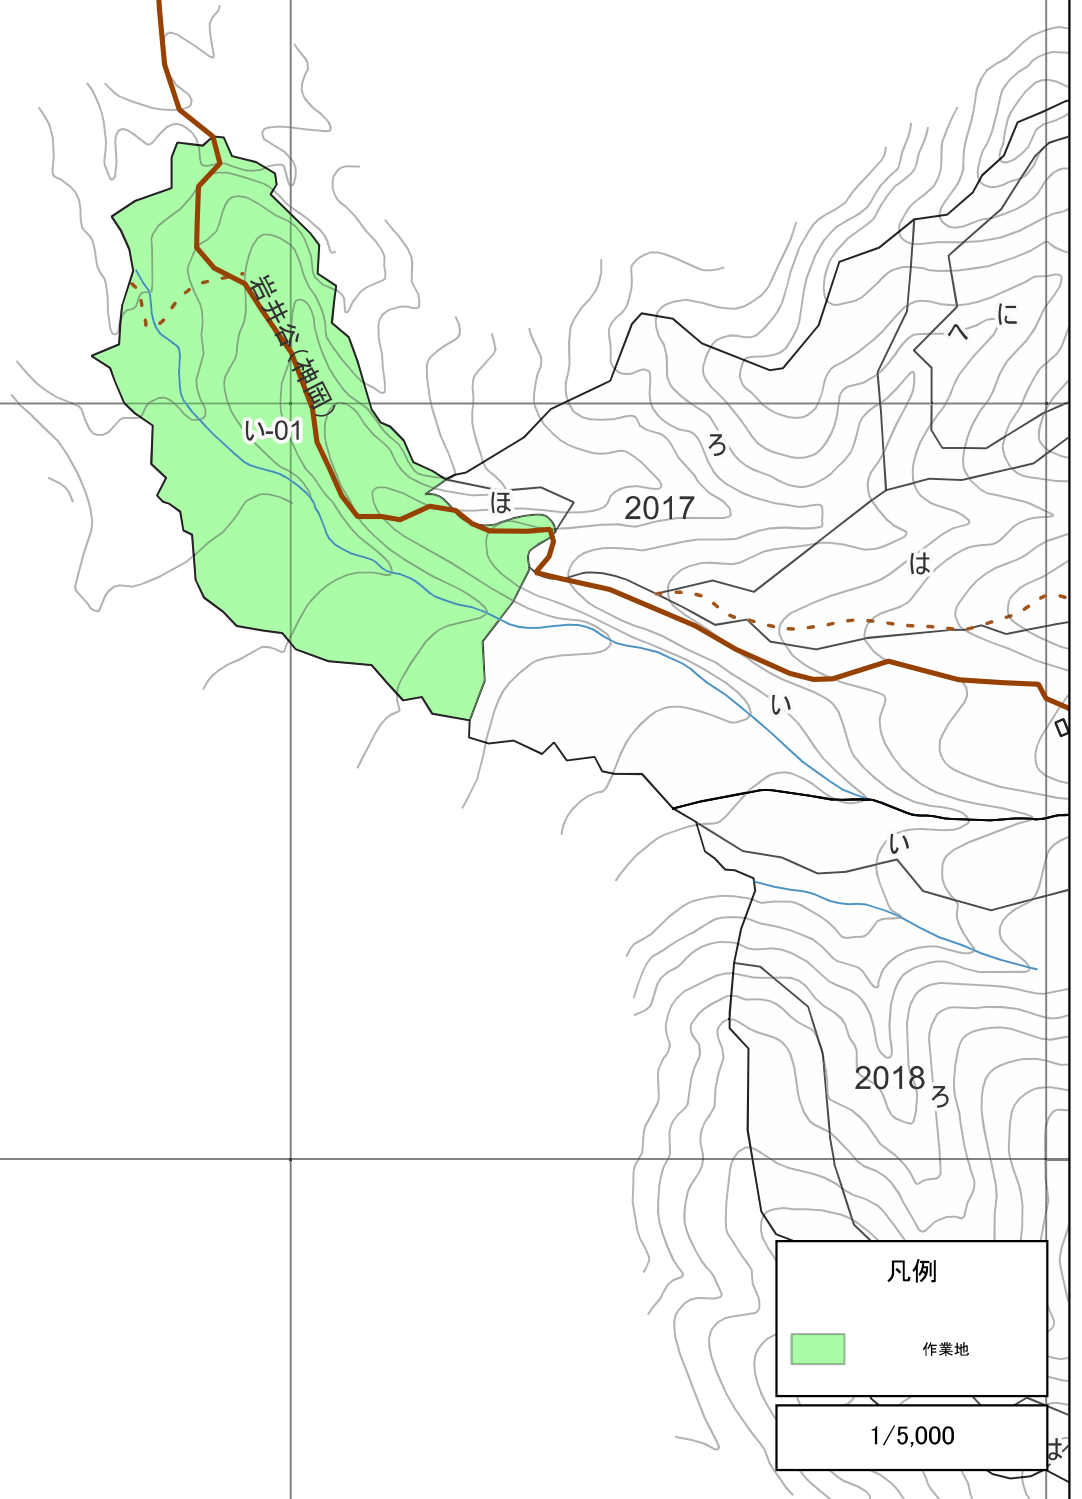 に
へ
岩井谷(神岡)
い-01
ろ
ほ
2017
は
い
い
2018
ろ
凡例
作業地
1/5,000
は